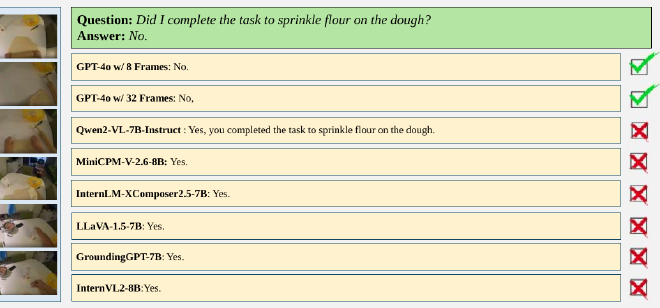 Question: Did I complete the task to sprinkle flour on the dough?
Answer: No.
GPT-4o w/ 8 Frames: No.
GPT-4o w/ 32 Frames: No,
Qwen2-VL-7B-Instruct : Yes, you completed the task to sprinkle flour on the dough.
MiniCPM-V-2.6-8B: Yes.
InternLM-XComposer2.5-7B: Yes.
LLaVA-1.5-7B: Yes.
GroundingGPT-7B: Yes.
InternVL2-8B:Yes.